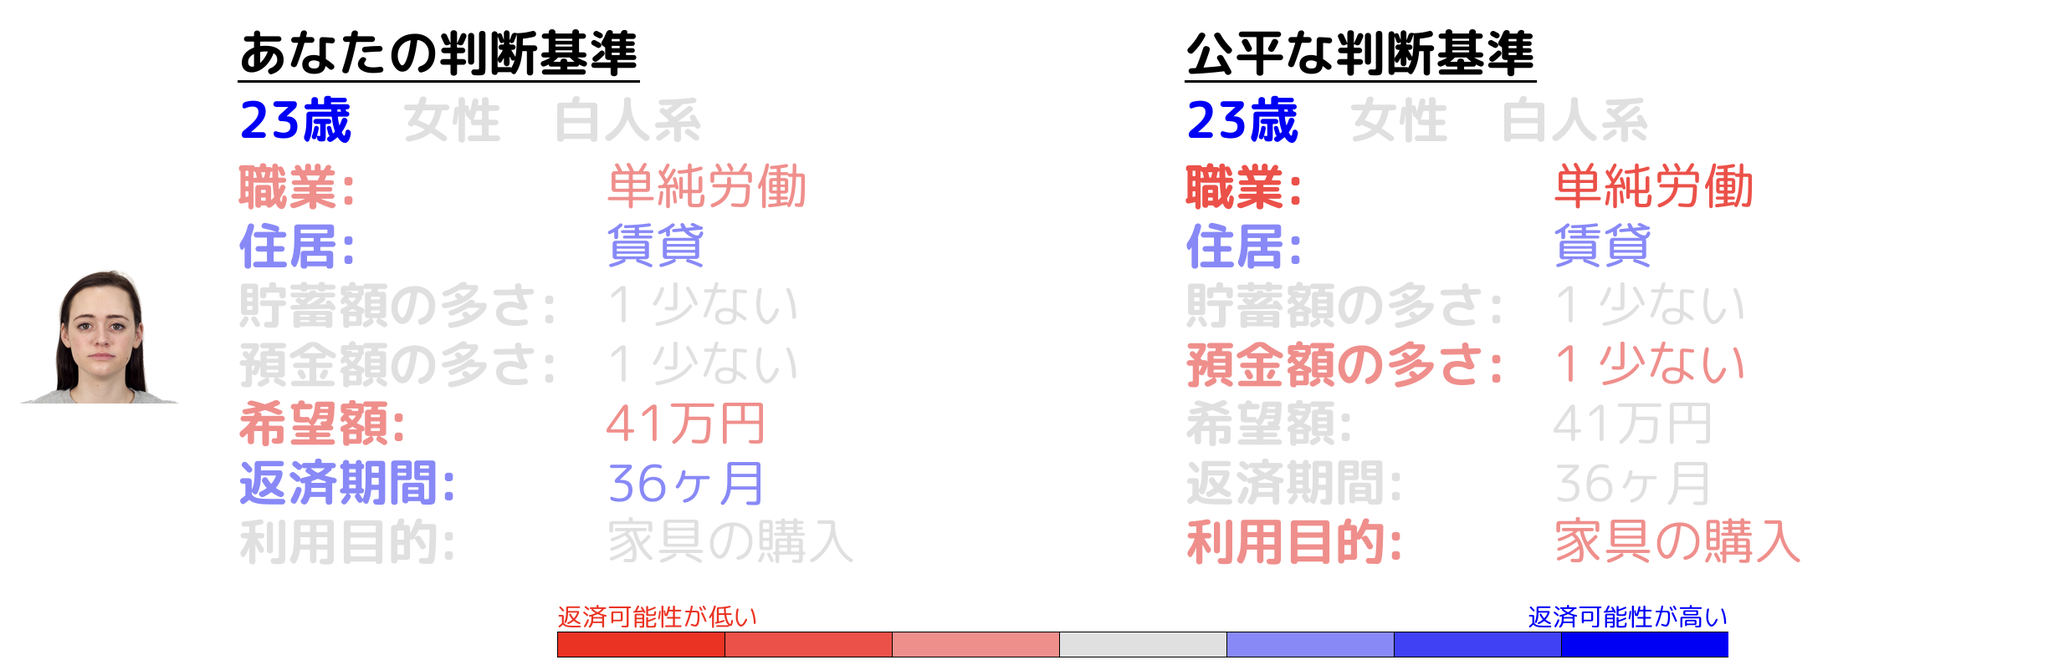 あなたの判断基準
23歳 女性 白人系
職業: 単純労働
住居: 賃貸
貯蓄額の多さ: 1 少ない
預金額の多さ: 1 少ない
希望額: 41万円
返済期間: 36ヶ月
利用目的: 家具の購入
公平な判断基準
23歳 女性 白人系
職業: 単純労働
住居: 賃貸
貯蓄額の多さ: 1 少ない
預金額の多さ: 1 少ない
希望額: 41万円
返済期間: 36ヶ月
利用目的: 家具の購入
返済可能性が低い
返済可能性が高い